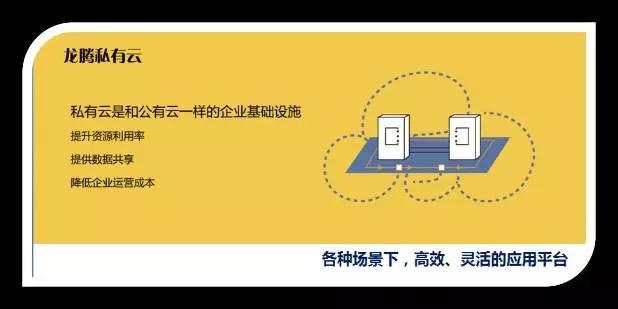 龙腾私有云
私有云是和公有云一样的企业基础设施
提升资源利用率
提供数据共享
降低企业运营成本
各种场景下，高效、灵活的应用平台